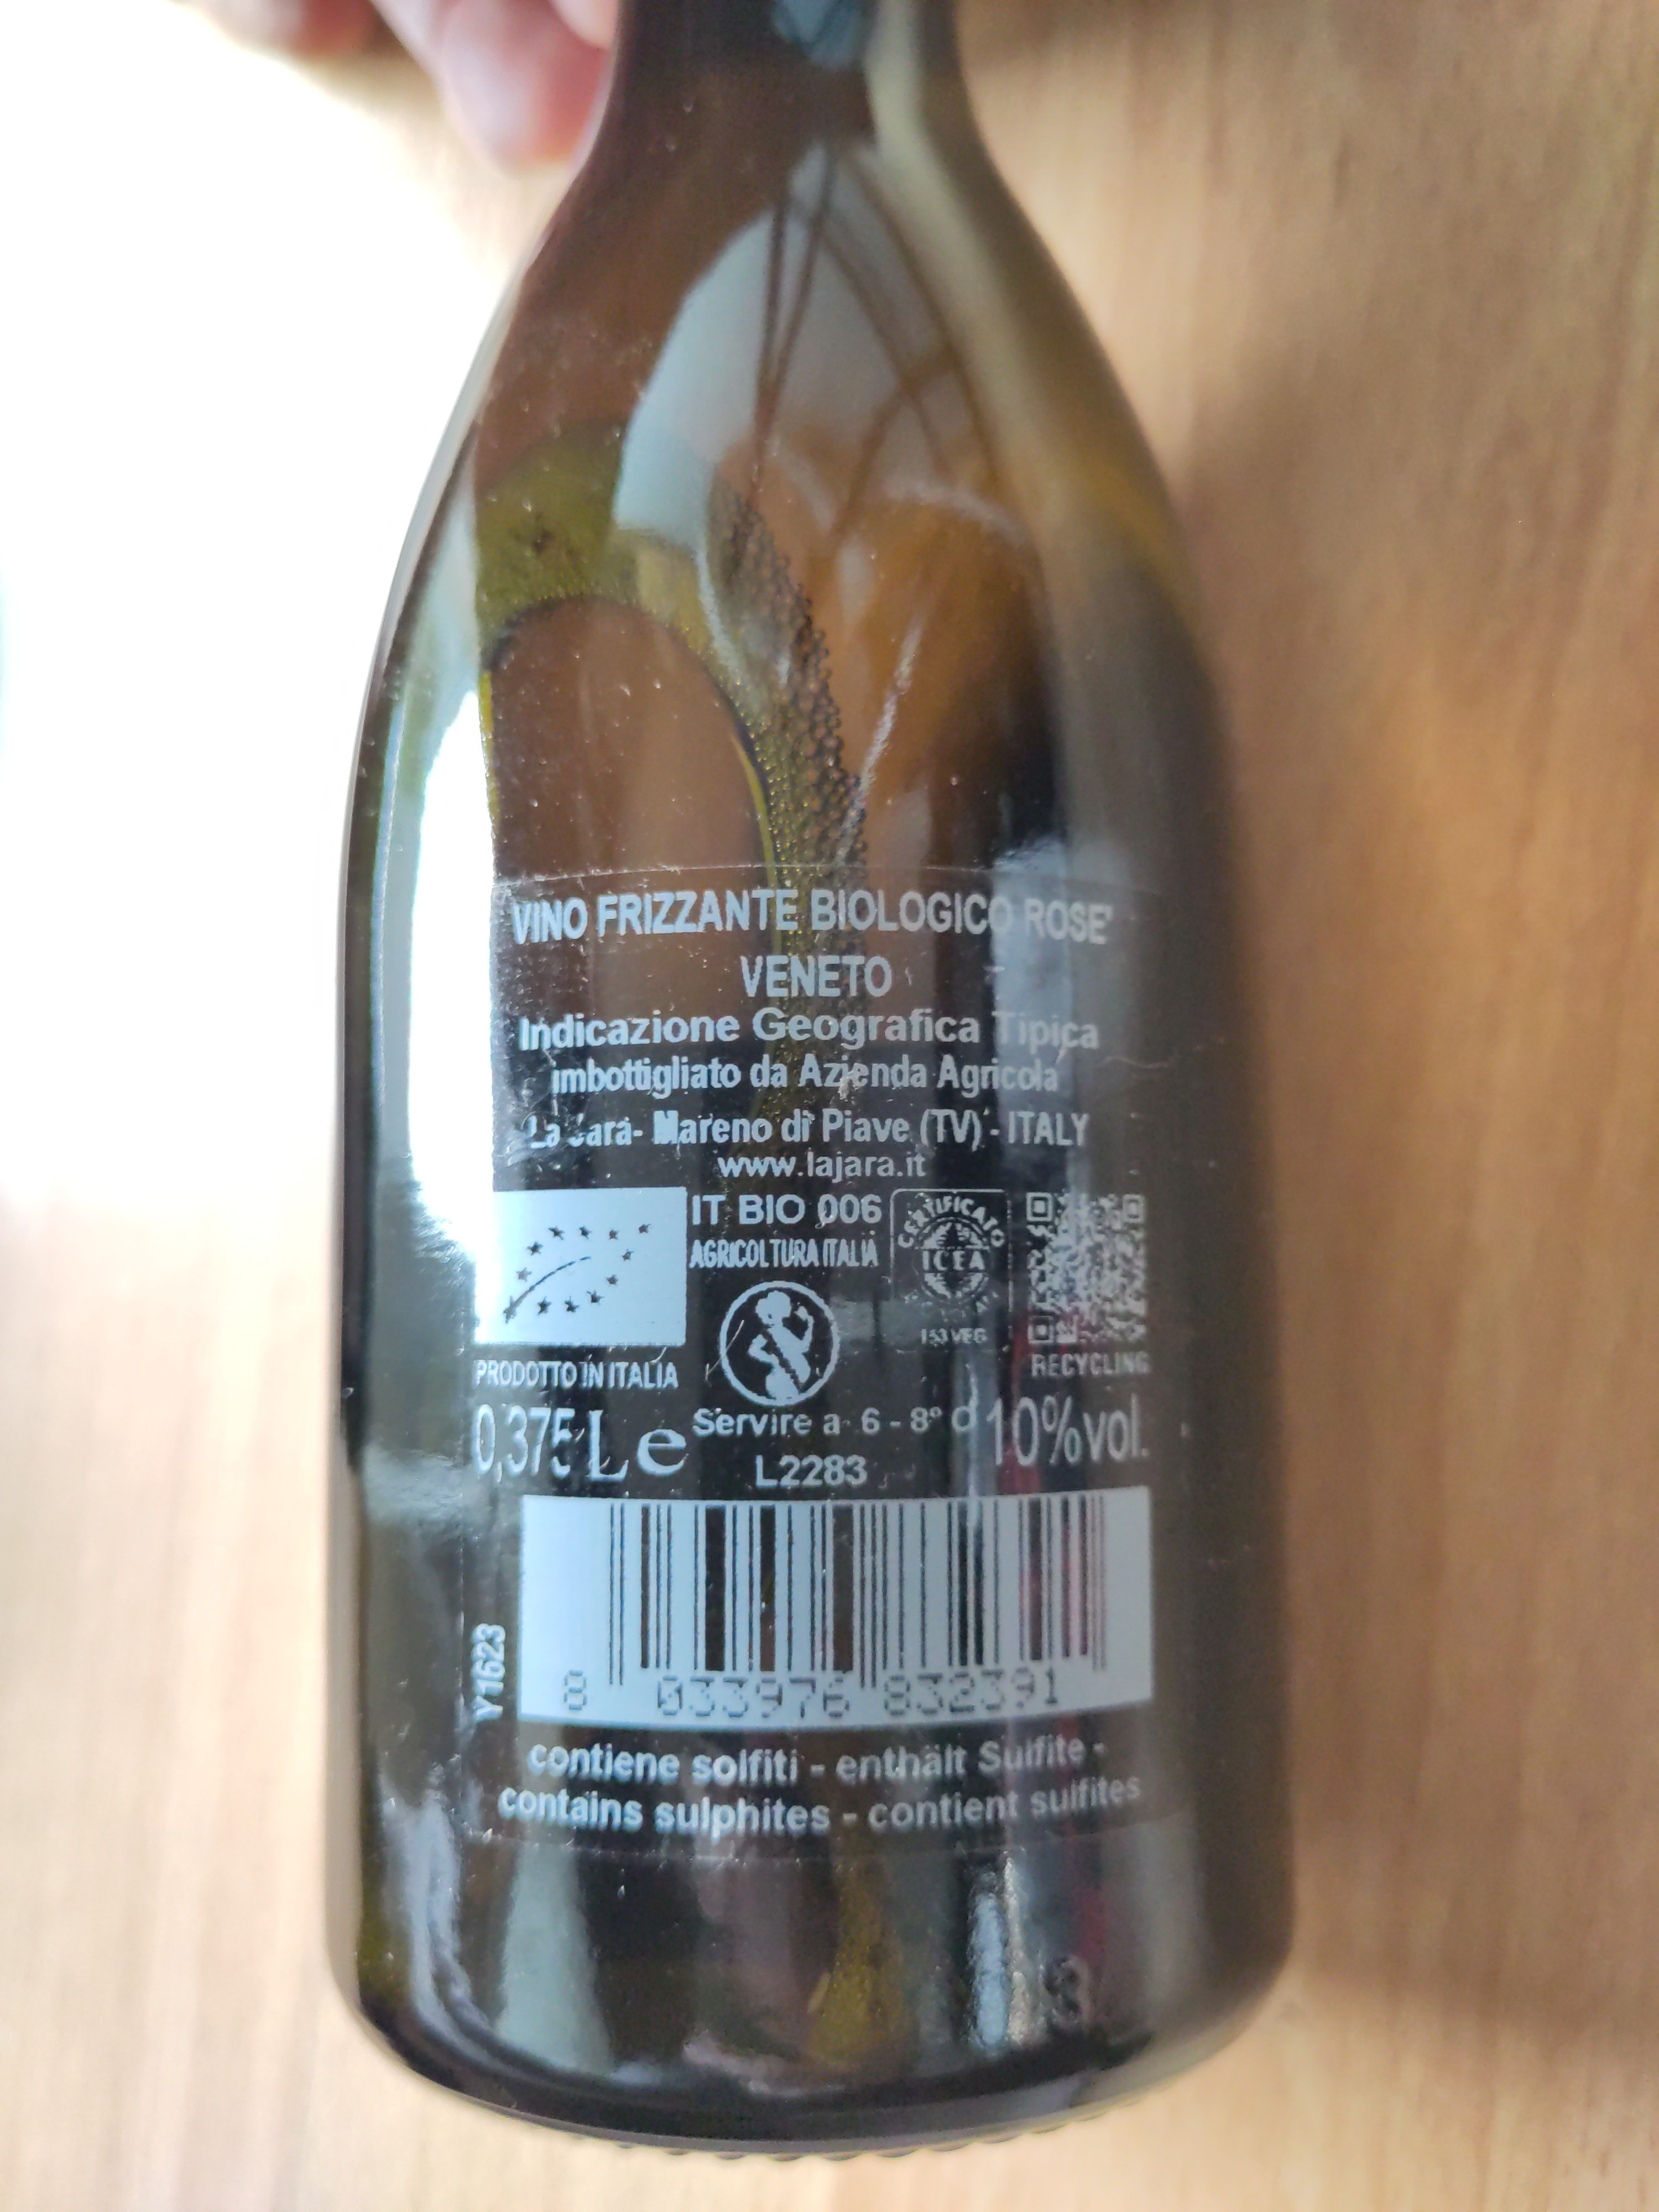 VINO FRIZZANTE BIOLOGICO ROSE'
VENETO
Indicazione Geografica Tipica
imbottigliato da Azienda Agricola
La Jara- Mareno di Piave (TV) - ITALY
www.lajara.it
IT BIO 006
AGRICOLTURA ITALIA
CERTIFICATO
ICEA
153 VEG
RECYCLING
PRODOTTO IN ITALIA
0,375 L e
Servire a 6 - 8°
10%vol.
L2283
Y1623
8 033976 832391
contiene solfiti - enthält Sulfite -
contains sulphites - contient sulfites
3